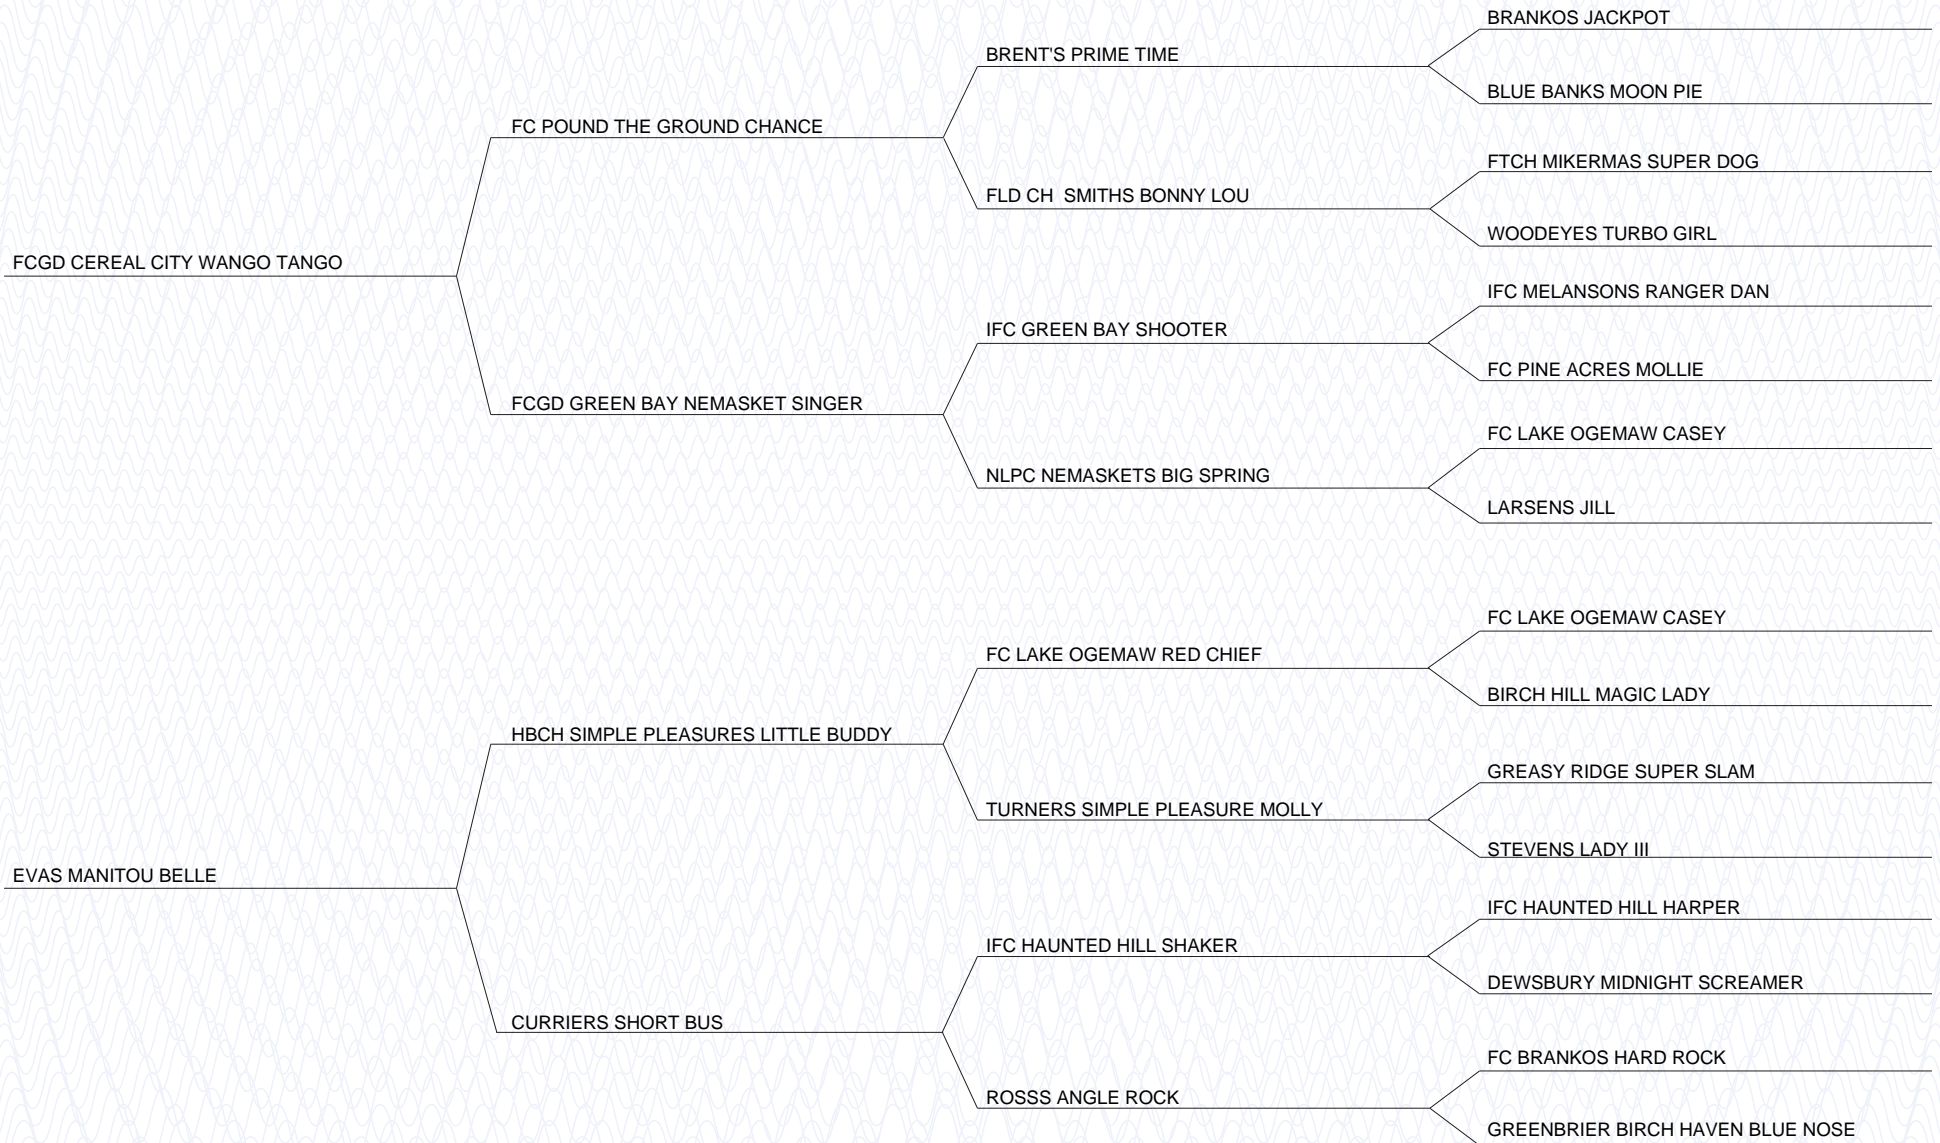 BRANKOS JACKPOT
BRENT'S PRIME TIME
BLUE BANKS MOON PIE
FC POUND THE GROUND CHANCE
FTCH MIKERMAS SUPER DOG
FLD CH  SMITHS BONNY LOU
WOODEYES TURBO GIRL
FCGD CEREAL CITY WANGO TANGO
IFC MELANSONS RANGER DAN
IFC GREEN BAY SHOOTER
FC PINE ACRES MOLLIE
FCGD GREEN BAY NEMASKET SINGER
FC LAKE OGEMAW CASEY
NLPC NEMASKETS BIG SPRING
LARSENS JILL
FC LAKE OGEMAW CASEY
FC LAKE OGEMAW RED CHIEF
BIRCH HILL MAGIC LADY
HBCH SIMPLE PLEASURES LITTLE BUDDY
GREASY RIDGE SUPER SLAM
TURNERS SIMPLE PLEASURE MOLLY
STEVENS LADY III
EVAS MANITOU BELLE
IFC HAUNTED HILL HARPER
IFC HAUNTED HILL SHAKER
DEWSBURY MIDNIGHT SCREAMER
CURRIERS SHORT BUS
FC BRANKOS HARD ROCK
ROSSS ANGLE ROCK
GREENBRIER BIRCH HAVEN BLUE NOSE